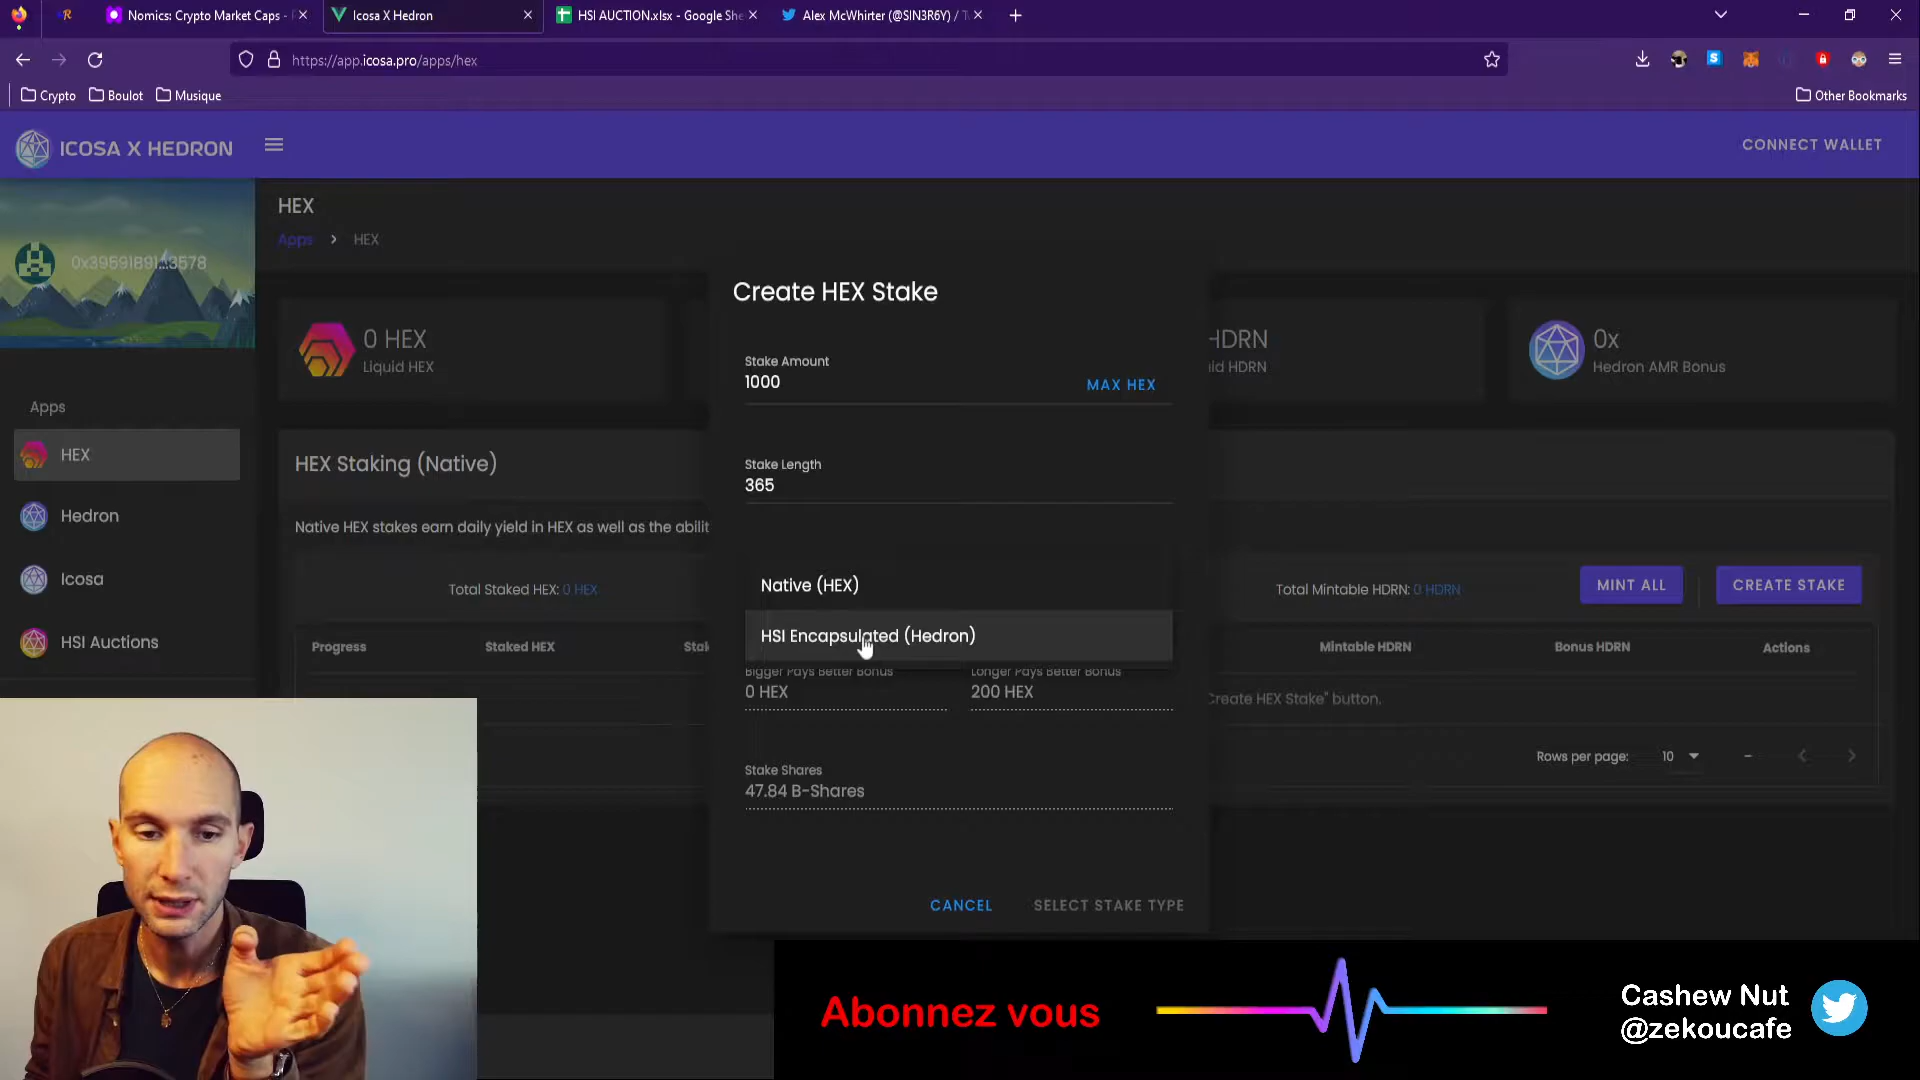 Nomics: Crypto Market Caps -
Icosa X Hedron
HSI AUCTION.xlsx - Google She
Alex McWhirter (@SIN3R6Y) / T
https://app.icosa.pro/apps/hex
Crypto
Boulot
Musique
Other Bookmarks
ICOSA X HEDRON
CONNECT WALLET
0x39591891...3578
Apps
HEX
Hedron
Icosa
HSI Auctions
HEX
Apps > HEX
0 HEX
Liquid HEX
HDRN
id HDRN
0x
Hedron AMR Bonus
HEX Staking (Native)
Native HEX stakes earn daily yield in HEX as well as the abilit
Total Staked HEX: 0 HEX
Total Mintable HDRN: 0 HDRN
MINT ALL
CREATE STAKE
Progress
Staked HEX
Stak
Mintable HDRN
Bonus HDRN
Actions
Create HEX Stake" button.
Rows per page: 10 –
Create HEX Stake
Stake Amount
1000
MAX HEX
Stake Length
365
Native (HEX)
HSI Encapsulated (Hedron)
Bigger Pays Better Bonus
0 HEX
Longer Pays Better Bonus
200 HEX
Stake Shares
47.84 B-Shares
CANCEL
SELECT STAKE TYPE
Abonnez vous
Cashew Nut
@zekoucafe